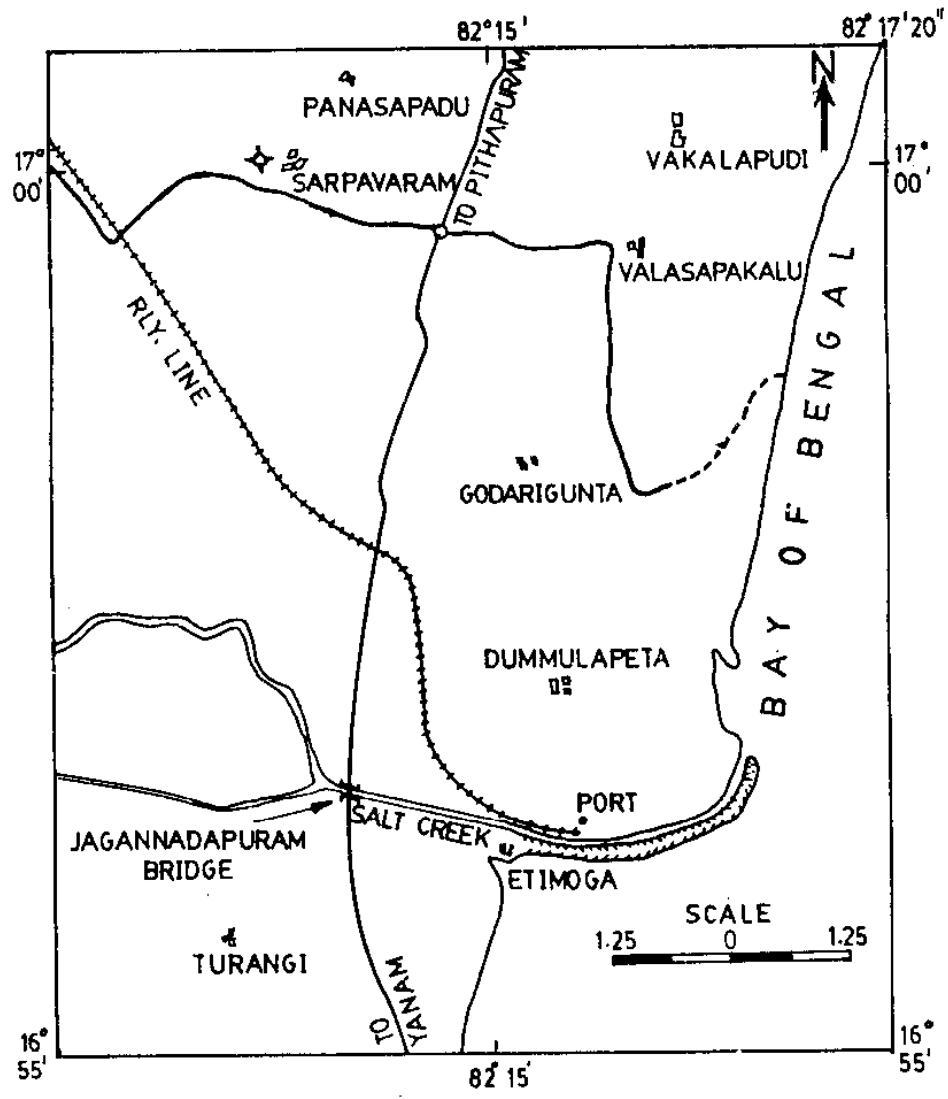 82° 15'
82° 17' 20"
N
PANASAPADU
TO PITHAPURAM
VAKALAPUDI
17°
00'
17°
00'
SARPAVARAM
VALASAPAKALU
RLY. LINE
BAY OF BENGAL
GODARIGUNTA
DUMMULAPETA
PORT
SALT CREEK
JAGANNADAPURAM
BRIDGE
ETIMOGA
SCALE
1.25 0 1.25
TURANGI
TO
YANAM
16°
55'
16°
55'
82° 15'